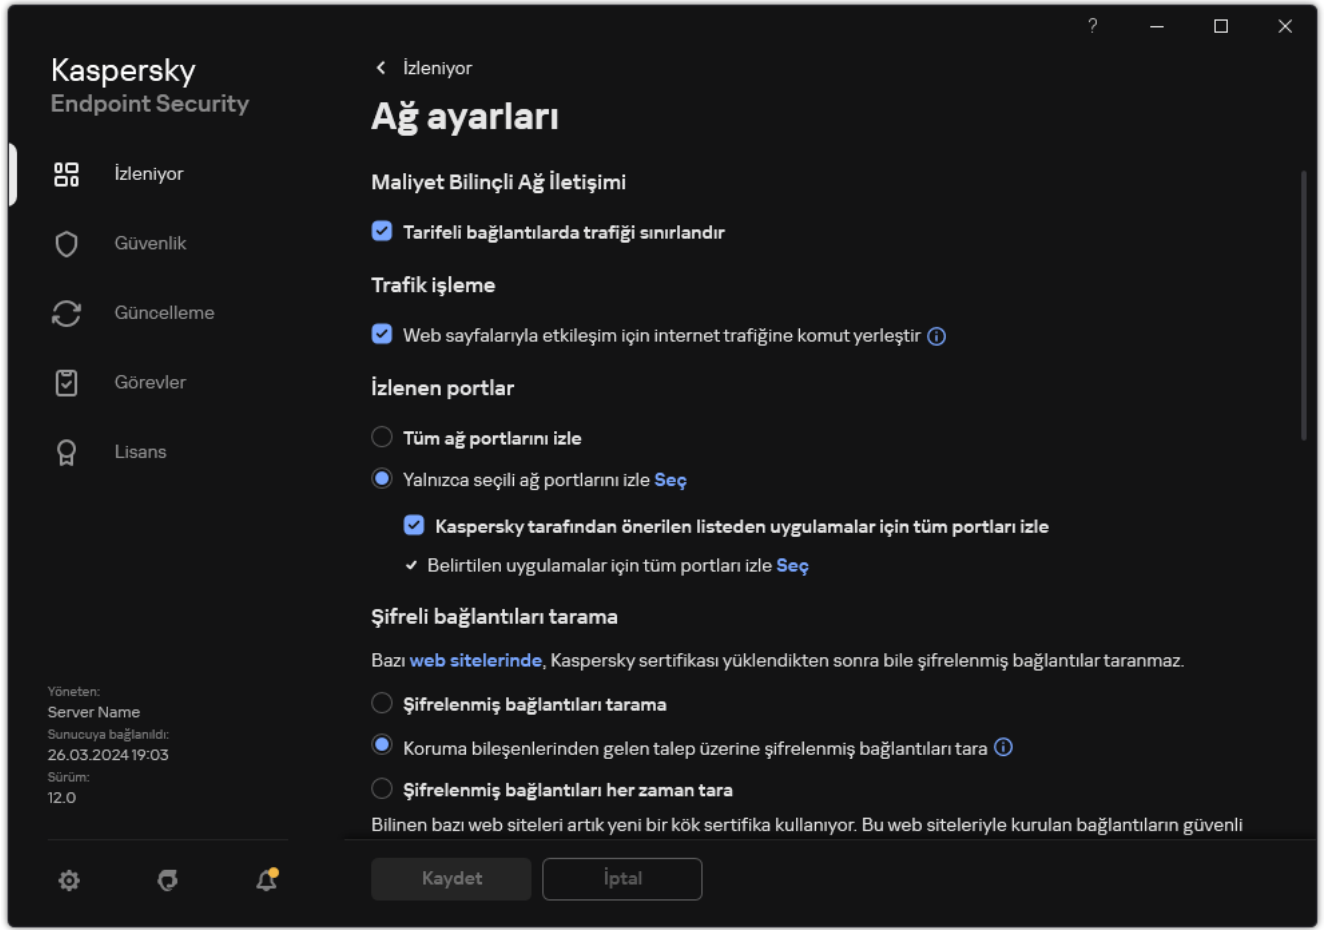 Kaspersky
Endpoint Security
İzleniyor
Güvenlik
Güncelleme
Görevler
Lisans
Yöneten:
Server Name
Sunucuya bağlanıldı:
26.03.2024 19:03
Sürüm:
12.0
?
İzleniyor
Ağ ayarları
Maliyet Bilinçli Ağ İletişimi
Tarifeli bağlantılarda trafiği sınırlandır
Trafik işleme
Web sayfalarıyla etkileşim için internet trafiğine komut yerleştir
İzlenen portlar
Tüm ağ portlarını izle
Yalnızca seçili ağ portlarını izle Seç
Kaspersky tarafından önerilen listeden uygulamalar için tüm portları izle
Belirtilen uygulamalar için tüm portları izle Seç
Şifreli bağlantıları tarama
Bazı web sitelerinde, Kaspersky sertifikası yüklendikten sonra bile şifrelenmiş bağlantılar taranmaz.
Şifrelenmiş bağlantıları tarama
Koruma bileşenlerinden gelen talep üzerine şifrelenmiş bağlantıları tara
Şifrelenmiş bağlantıları her zaman tara
Bilinen bazı web siteleri artık yeni bir kök sertifika kullanıyor. Bu web siteleriyle kurulan bağlantıların güvenli
Kaydet
İptal